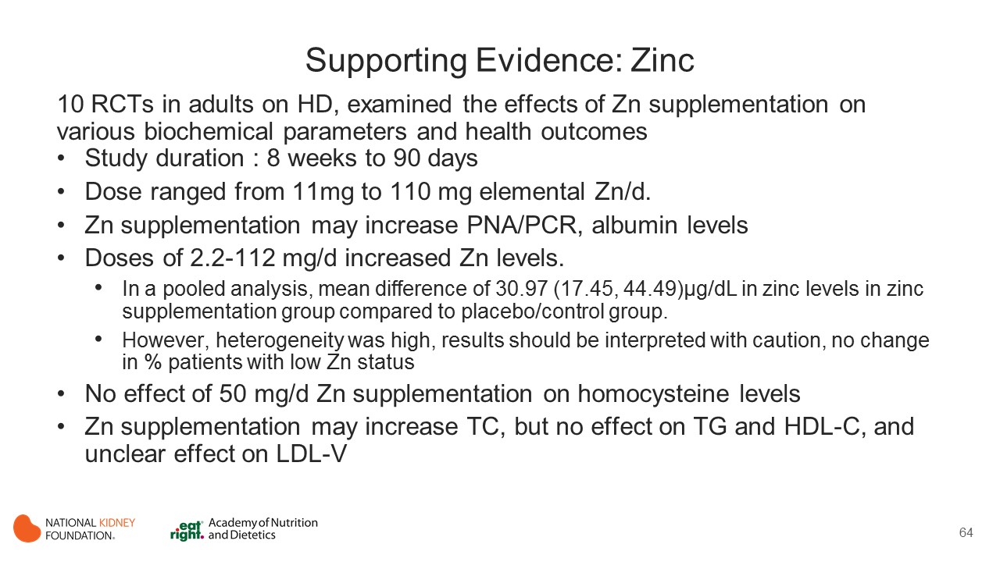 Supporting Evidence: Zinc
10 RCTs in adults on HD, examined the effects of Zn supplementation on
various biochemical parameters and health outcomes
• Study duration : 8 weeks to 90 days
• Dose ranged from 11mg to 110 mg elemental Zn/d.
• Zn supplementation may increase PNA/PCR, albumin levels
• Doses of 2.2-112 mg/d increased Zn levels.
• In a pooled analysis, mean difference of 30.97 (17.45, 44.49)µg/dL in zinc levels in zinc
supplementation group compared to placebo/control group.
• However, heterogeneity was high, results should be interpreted with caution, no change
in % patients with low Zn status
• No effect of 50 mg/d Zn supplementation on homocysteine levels
• Zn supplementation may increase TC, but no effect on TG and HDL-C, and
unclear effect on LDL-V
NATIONAL KIDNEY
FOUNDATION®
eat
right.
Academy of Nutrition
and Dietetics
64